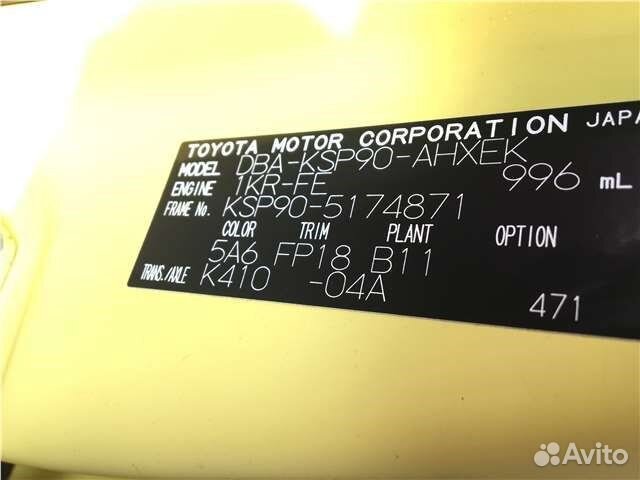 TOYOTA MOTOR CORPORATION JAPA
MODEL DBA-KSP90-AHXEK
ENGINE 1KR-FE 996 mL
FRAME No. KSP90-5174871
COLOR TRIM PLANT OPTION
5A6 FP18 B11
TRANS./AXLE K410 -04A
471
Avito